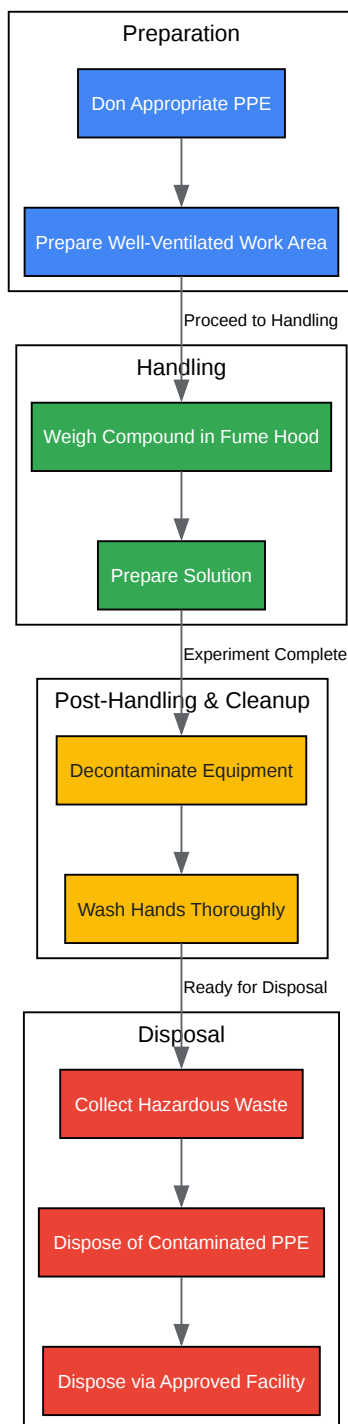 Preparation
Don Appropriate PPE
Prepare Well-Ventilated Work Area
Proceed to Handling
Handling
Weigh Compound in Fume Hood
Prepare Solution
Experiment Complete
Post-Handling & Cleanup
Decontaminate Equipment
Wash Hands Thoroughly
Ready for Disposal
Disposal
Collect Hazardous Waste
Dispose of Contaminated PPE
Dispose via Approved Facility